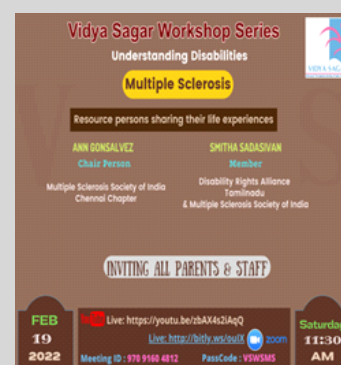 Vidya Sagar Workshop Series
Understanding Disabilities
Multiple Sclerosis
Resource persons sharing their life experiences
ANN GONSALVEZ
Chair Person
Multiple Sclerosis Society of India
Chennai Chapter
SMITHA SADASIVAN
Member
Disability Rights Alliance
Tamilnadu
& Multiple Sclerosis Society of India
INVITING ALL PARENTS & STAFF
FEB
19
2022
Live: https://youtu.be/zbAX4s2iAqQ
Live: http://bitly.ws/oulX zoom
Meeting ID : 970 9160 4812 PassCode : VSWSMS
Saturda
11:30
AM
VIDYA SAG